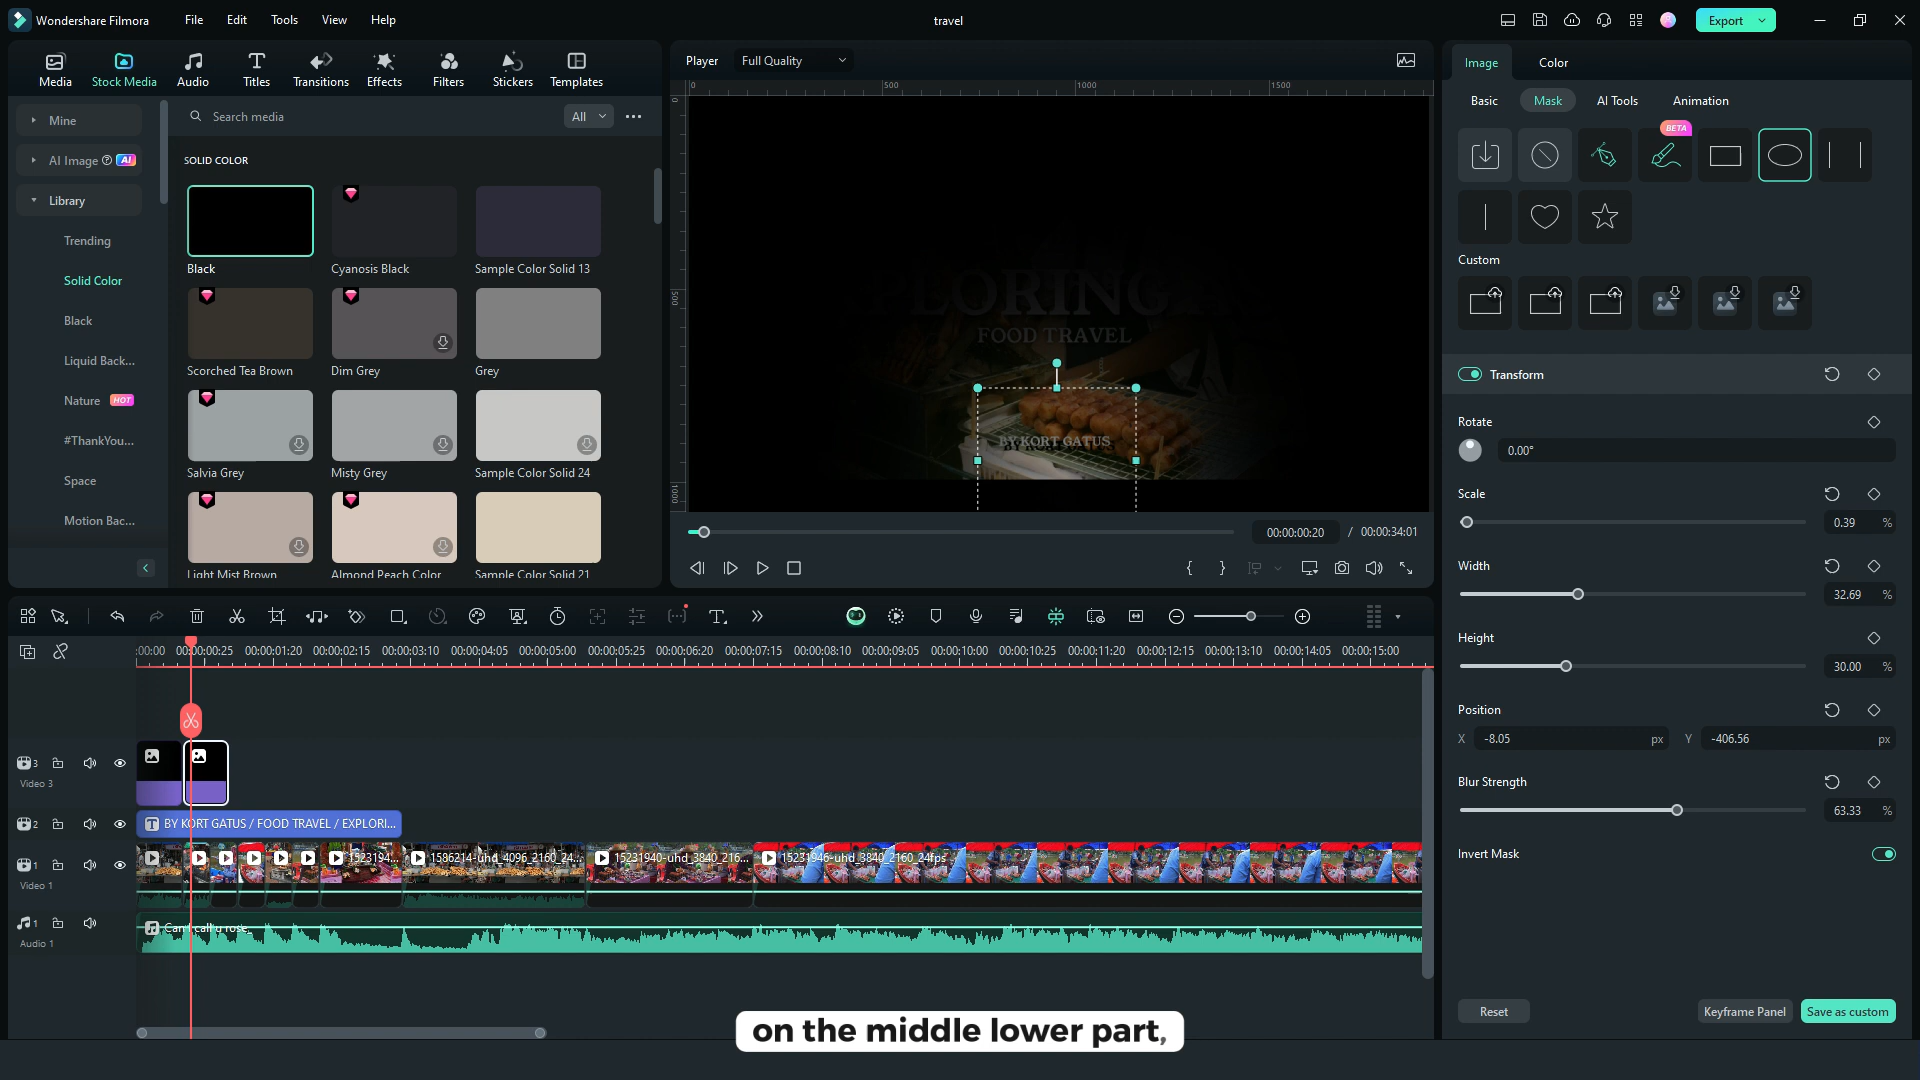 Wondershare Filmora
File
Edit
Tools
View
Help
travel
Export
Media
Stock Media
Audio
Titles
Transitions
Effects
Filters
Stickers
Templates
Player
Full Quality
Image
Color
Basic
Mask
AI Tools
Animation
BETA
Mine
AI Image
AI
Library
Trending
Solid Color
Black
Liquid Back...
Nature
HOT
#ThankYou...
Space
Motion Bac...
Search media
All
SOLID COLOR
Black
Cyanosis Black
Sample Color Solid 13
Scorched Tea Brown
Dim Grey
Grey
Salvia Grey
Misty Grey
Sample Color Solid 24
Light Mist Brown
Almond Peach Color
Sample Color Solid 21
0
500
1000
1500
0
500
1000
PLORING
FOOD TRAVEL
BY KORT GATUS
00:00:00:20
/
00:00:34:01
Custom
Transform
Rotate
0.00°
Scale
0.39
%
Width
32.69
%
Height
30.00
%
Position
X
-8.05
px
Y
-406.56
px
Blur Strength
63.33
%
Invert Mask
Reset
Keyframe Panel
Save as custom
:00:00
00:00:00:25
00:00:01:20
00:00:02:15
00:00:03:10
00:00:04:05
00:00:05:00
00:00:05:25
00:00:06:20
00:00:07:15
00:00:08:10
00:00:09:05
00:00:10:00
00:00:10:25
00:00:11:20
00:00:12:15
00:00:13:10
00:00:14:05
00:00:15:00
3
Video 3
2
BY KORT GATUS / FOOD TRAVEL / EXPLORI...
1
Video 1
1523194...
1586214-uhd_4096_2160_24...
15231940-uhd_3840_216...
15231946-uhd_3840_2160_24fps
1
Audio 1
Can I call u rose_
on the middle lower part,